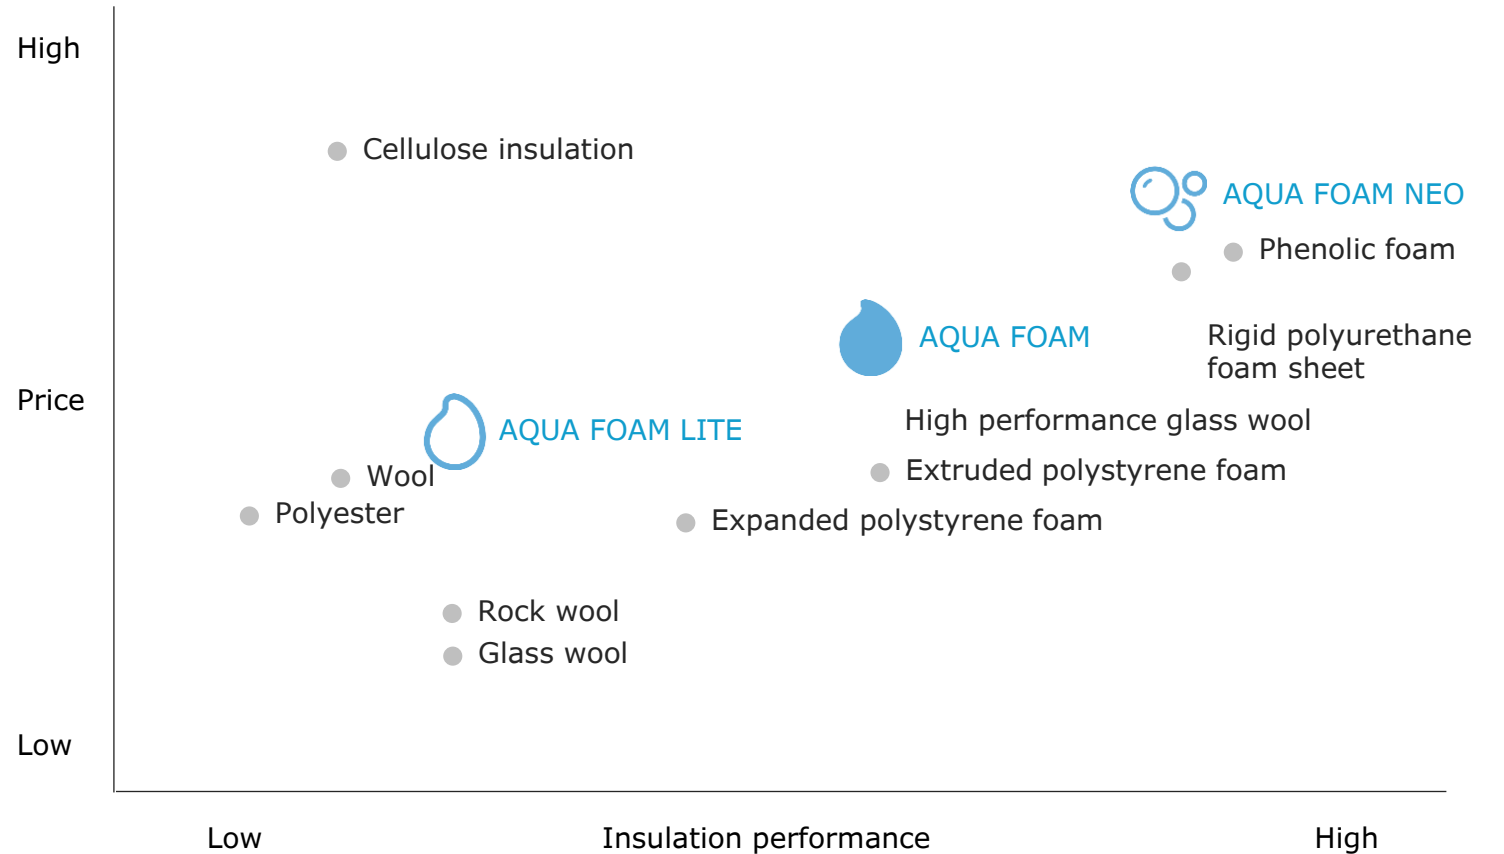 High
Cellulose insulation
AQUA FOAM NEO
Phenolic foam
AQUA FOAM
Rigid polyurethane
foam sheet
Price
High performance glass wool
AQUA FOAM LITE
Wool
Extruded polystyrene foam
Polyester
Expanded polystyrene foam
Rock wool
Glass wool
Low
Low
Insulation performance
High